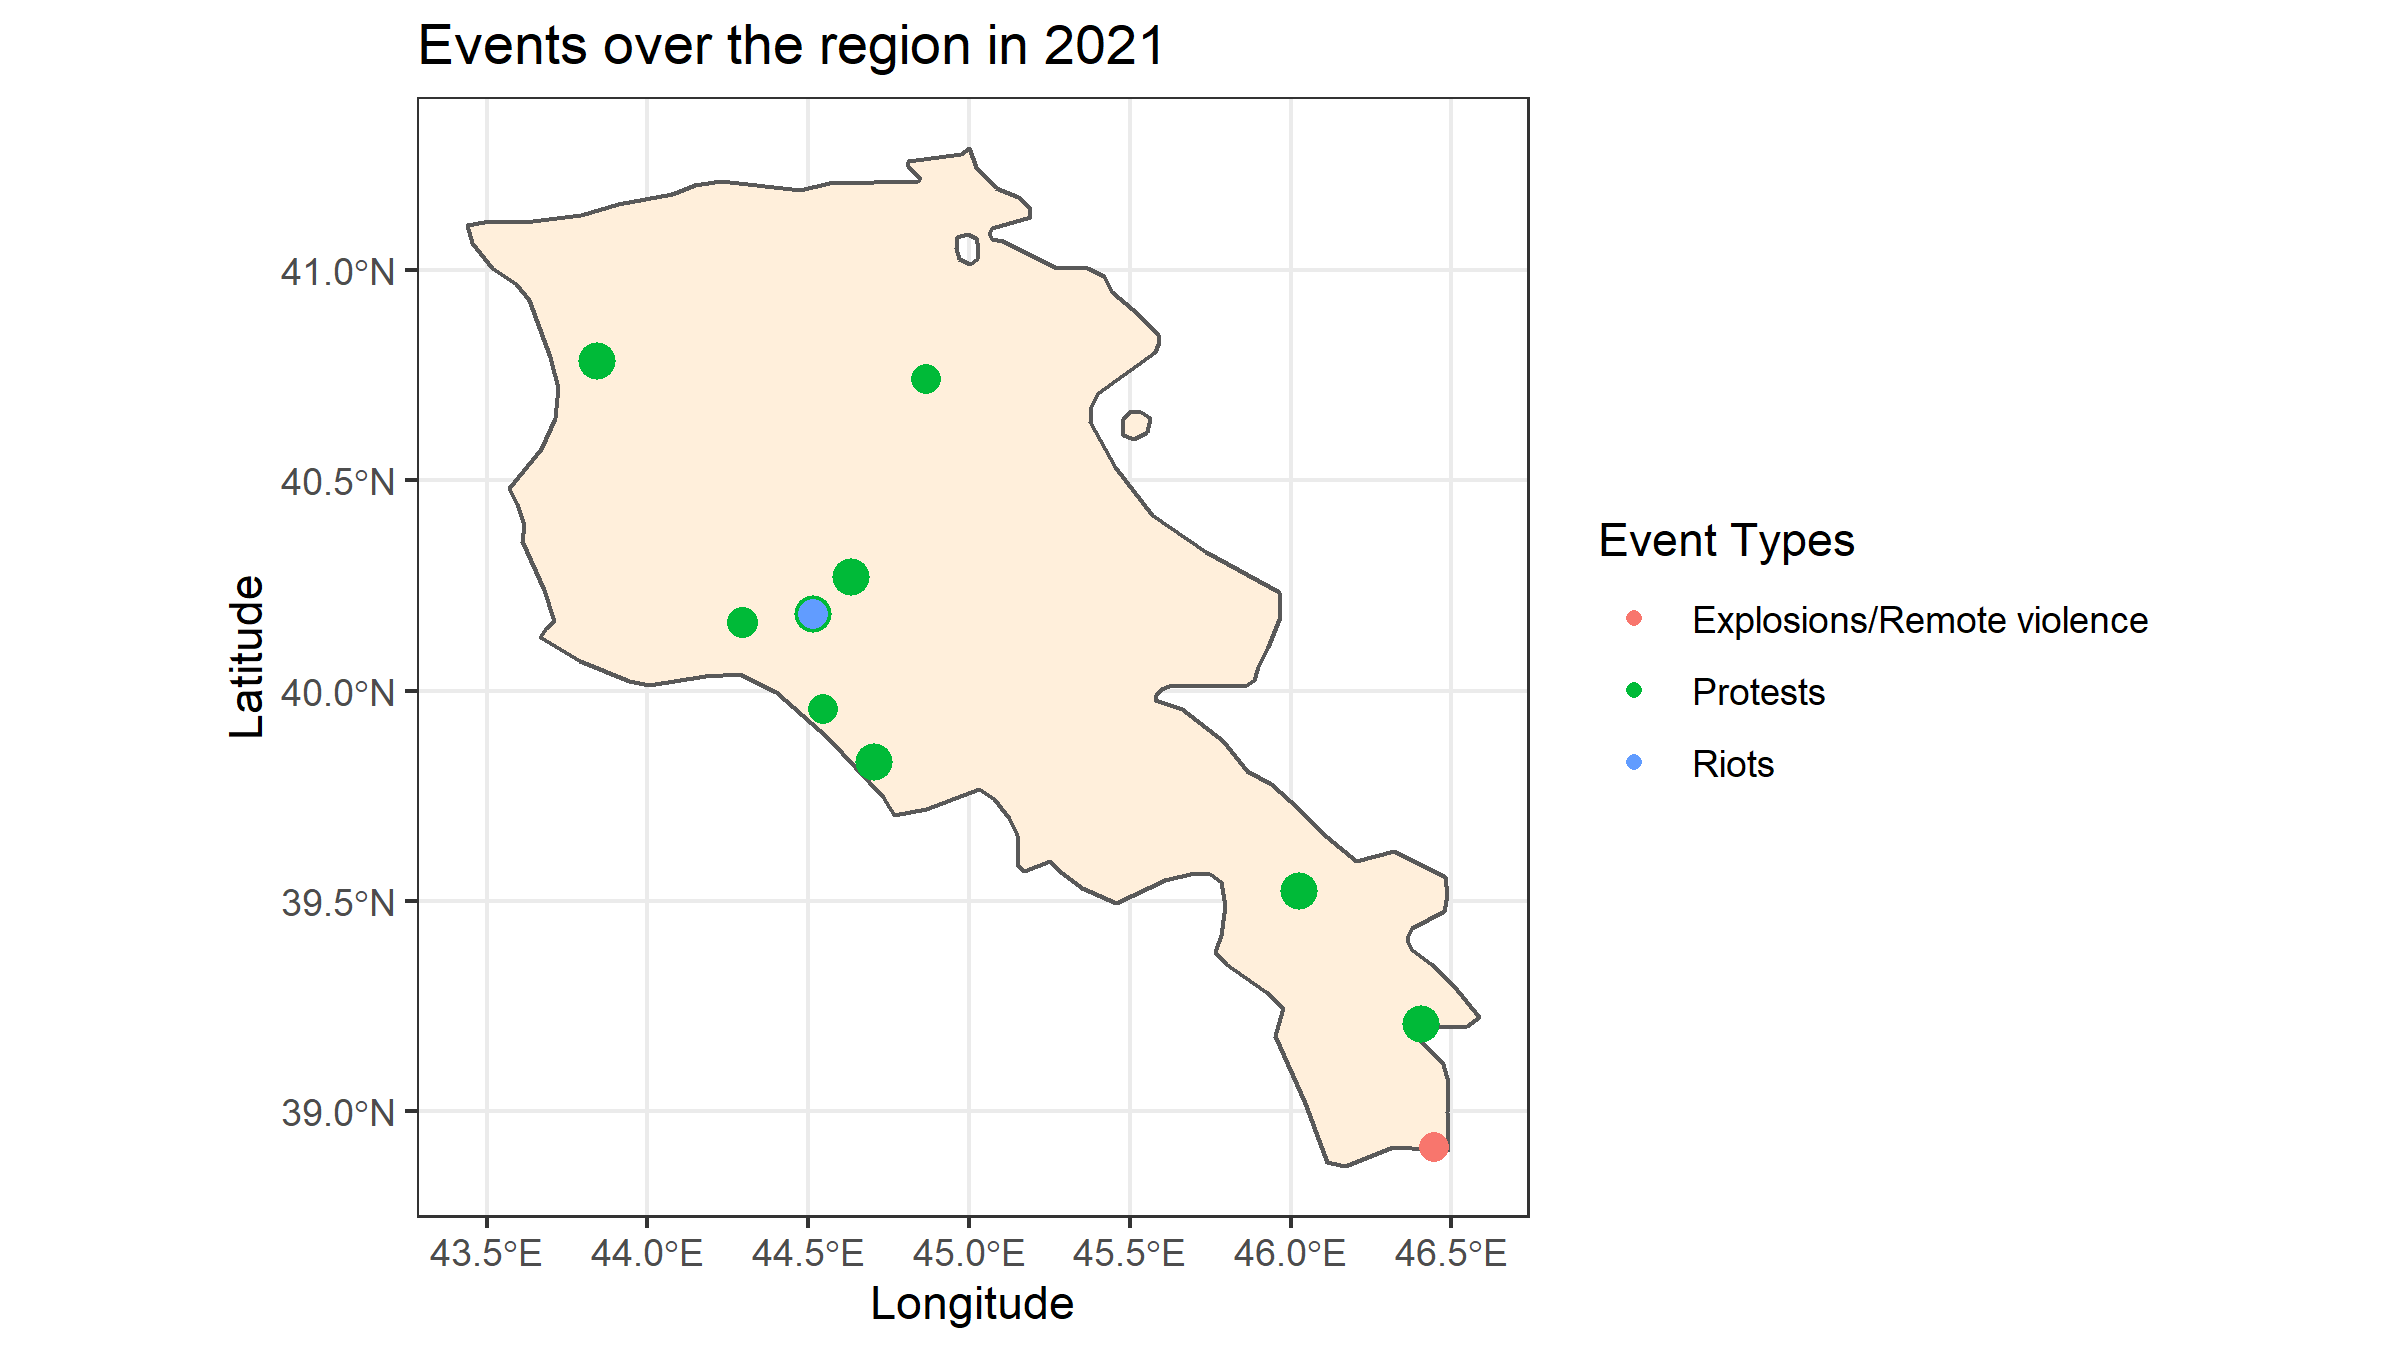 Events over the region in 2021
41.0°N
40.5°N
40.0°N
39.5°N
39.0°N
Latitude
43.5°E 44.0°E 44.5°E 45.0°E 45.5°E 46.0°E 46.5°E
Longitude
Event Types
Explosions/Remote violence
Protests
Riots